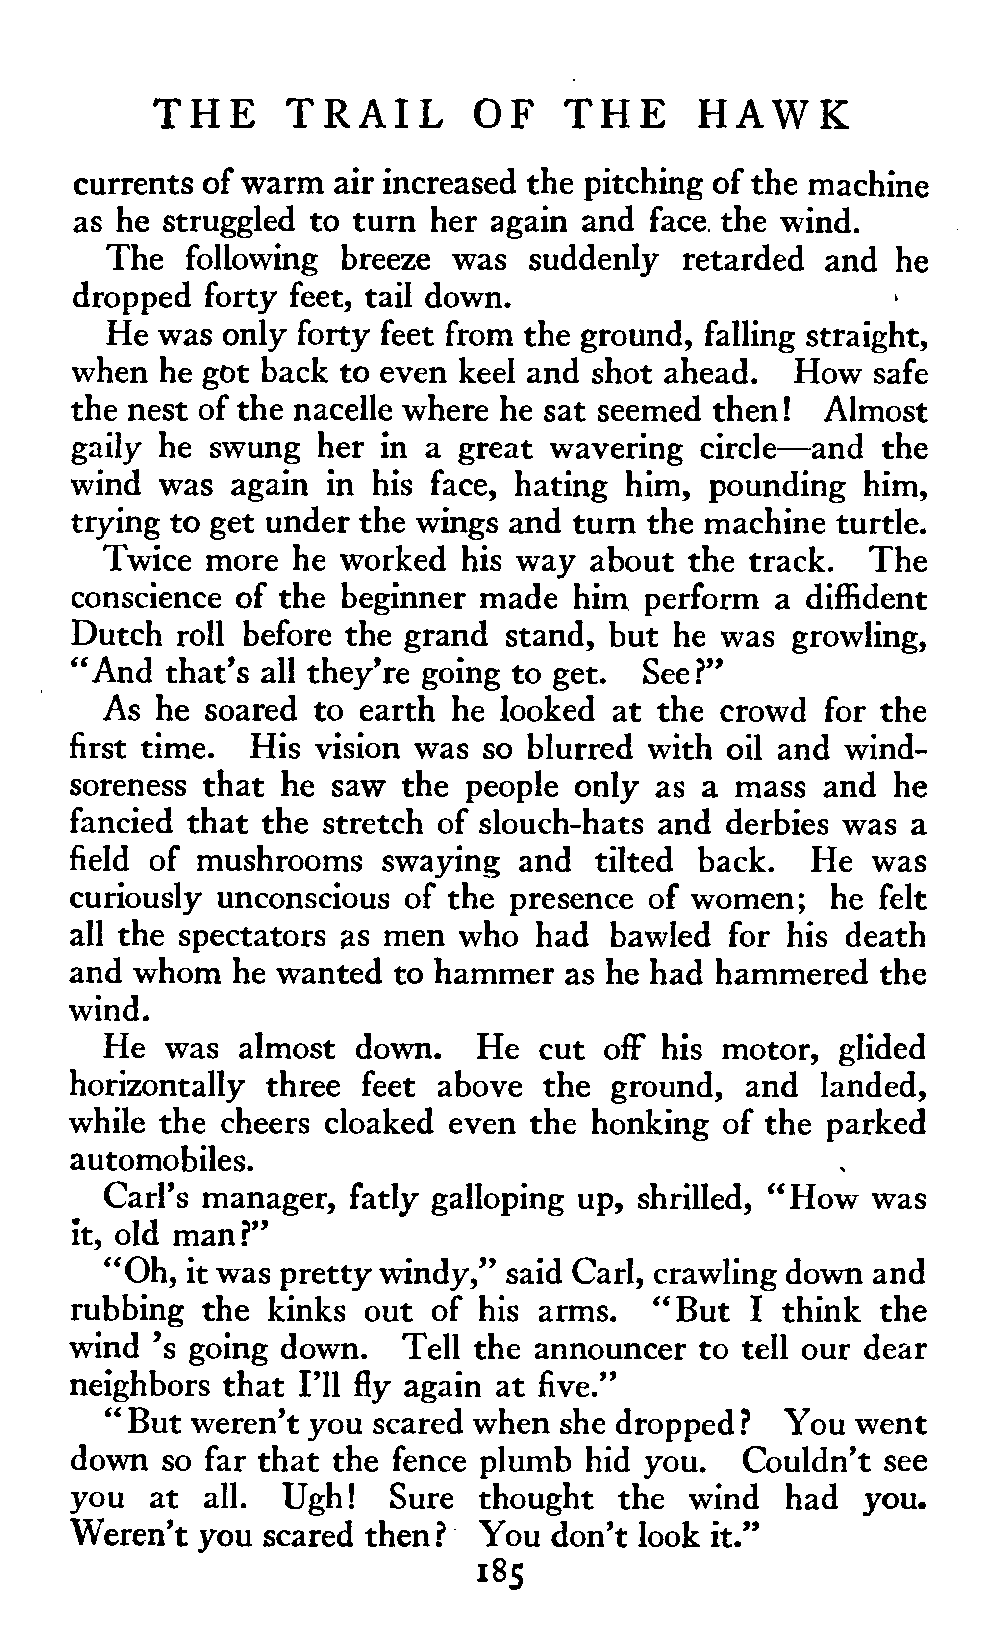 THE TRAIL OF THE HAWK
currents of warm air increased the pitching of the machine
as he struggled to turn her again and face the wind.
The following breeze was suddenly retarded and he
dropped forty feet, tail down.
He was only forty feet from the ground, falling straight,
when he got back to even keel and shot ahead. How safe
the nest of the nacelle where he sat seemed then! Almost
gaily he swung her in a great wavering circle—and the
wind was again in his face, hating him, pounding him,
trying to get under the wings and turn the machine turtle.
Twice more he worked his way about the track. The
conscience of the beginner made him perform a diffident
Dutch roll before the grand stand, but he was growling,
"And that's all they're going to get. See?"
As he soared to earth he looked at the crowd for the
first time. His vision was so blurred with oil and wind-
soreness that he saw the people only as a mass and he
fancied that the stretch of slouch-hats and derbies was a
field of mushrooms swaying and tilted back. He was
curiously unconscious of the presence of women; he felt
all the spectators as men who had bawled for his death
and whom he wanted to hammer as he had hammered the
wind.
He was almost down. He cut off his motor, glided
horizontally three feet above the ground, and landed,
while the cheers cloaked even the honking of the parked
automobiles.
Carl's manager, fatly galloping up, shrilled, "How was
it, old man?"
"Oh, it was pretty windy," said Carl, crawling down and
rubbing the kinks out of his arms. "But I think the
wind 's going down. Tell the announcer to tell our dear
neighbors that I'll fly again at five."
"But weren't you scared when she dropped? You went
down so far that the fence plumb hid you. Couldn't see
you at all. Ugh! Sure thought the wind had you.
Weren't you scared then? You don't look it."
185